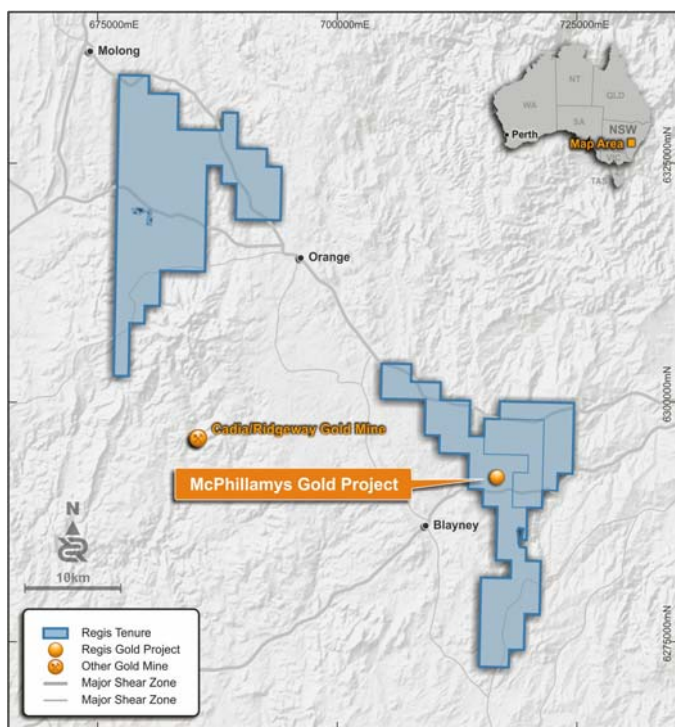 675000mE
700000mE
725000mE
Molong
NT
QLD
WA
SA
NSW
Perth
Map Area
TAS
6325000mN
Orange
6300000mN
Cadia/Ridgeway Gold Mine
McPhillamys Gold Project
N
Blayney
10km
6275000mN
Regis Tenure
Regis Gold Project
Other Gold Mine
Major Shear Zone
Major Shear Zone